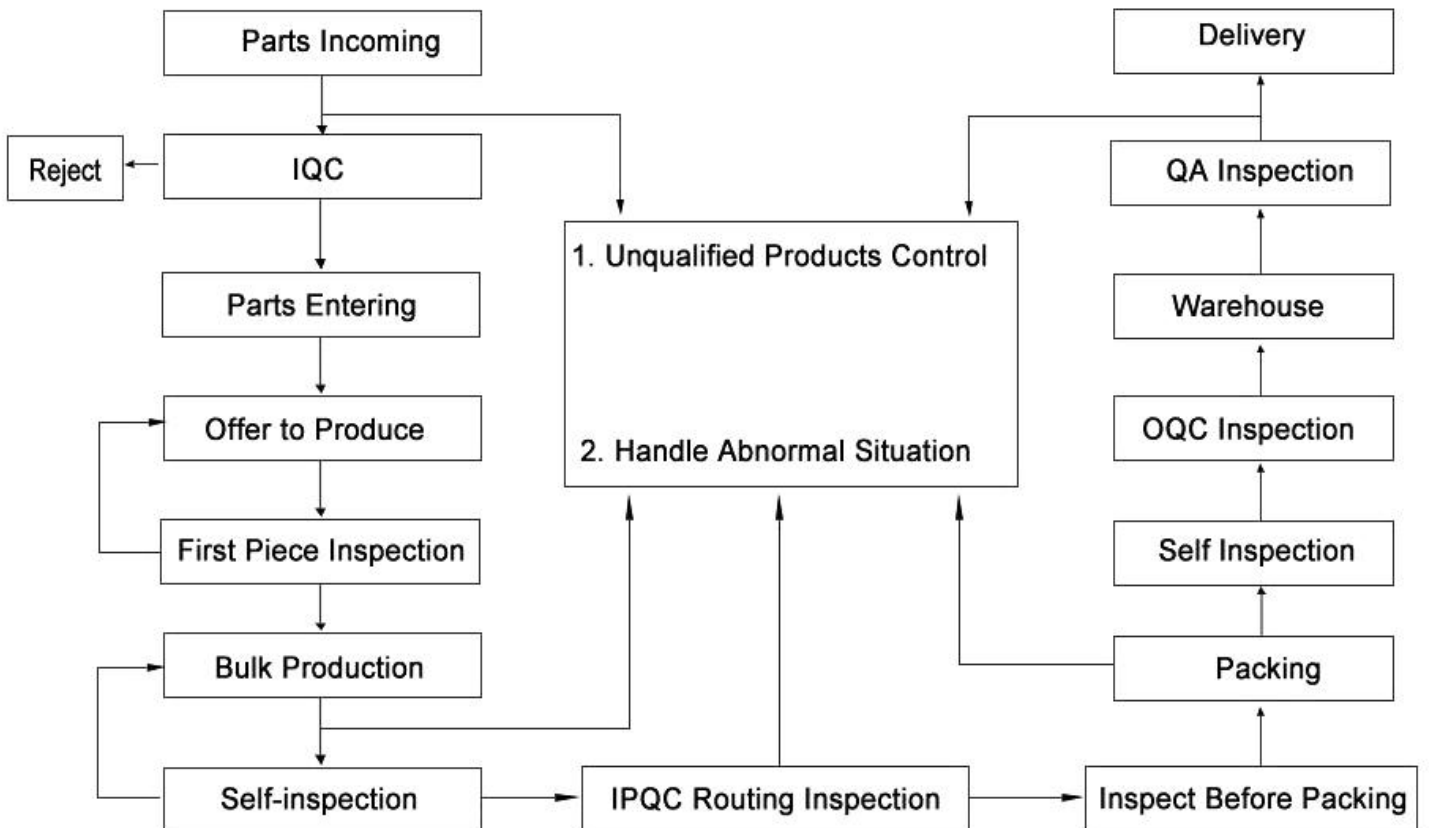 Parts Incoming
Reject
IQC
Parts Entering
Offer to Produce
First Piece Inspection
Bulk Production
Self-inspection
1. Unqualified Products Control
2. Handle Abnormal Situation
IPQC Routing Inspection
Delivery
QA Inspection
Warehouse
OQC Inspection
Self Inspection
Packing
Inspect Before Packing